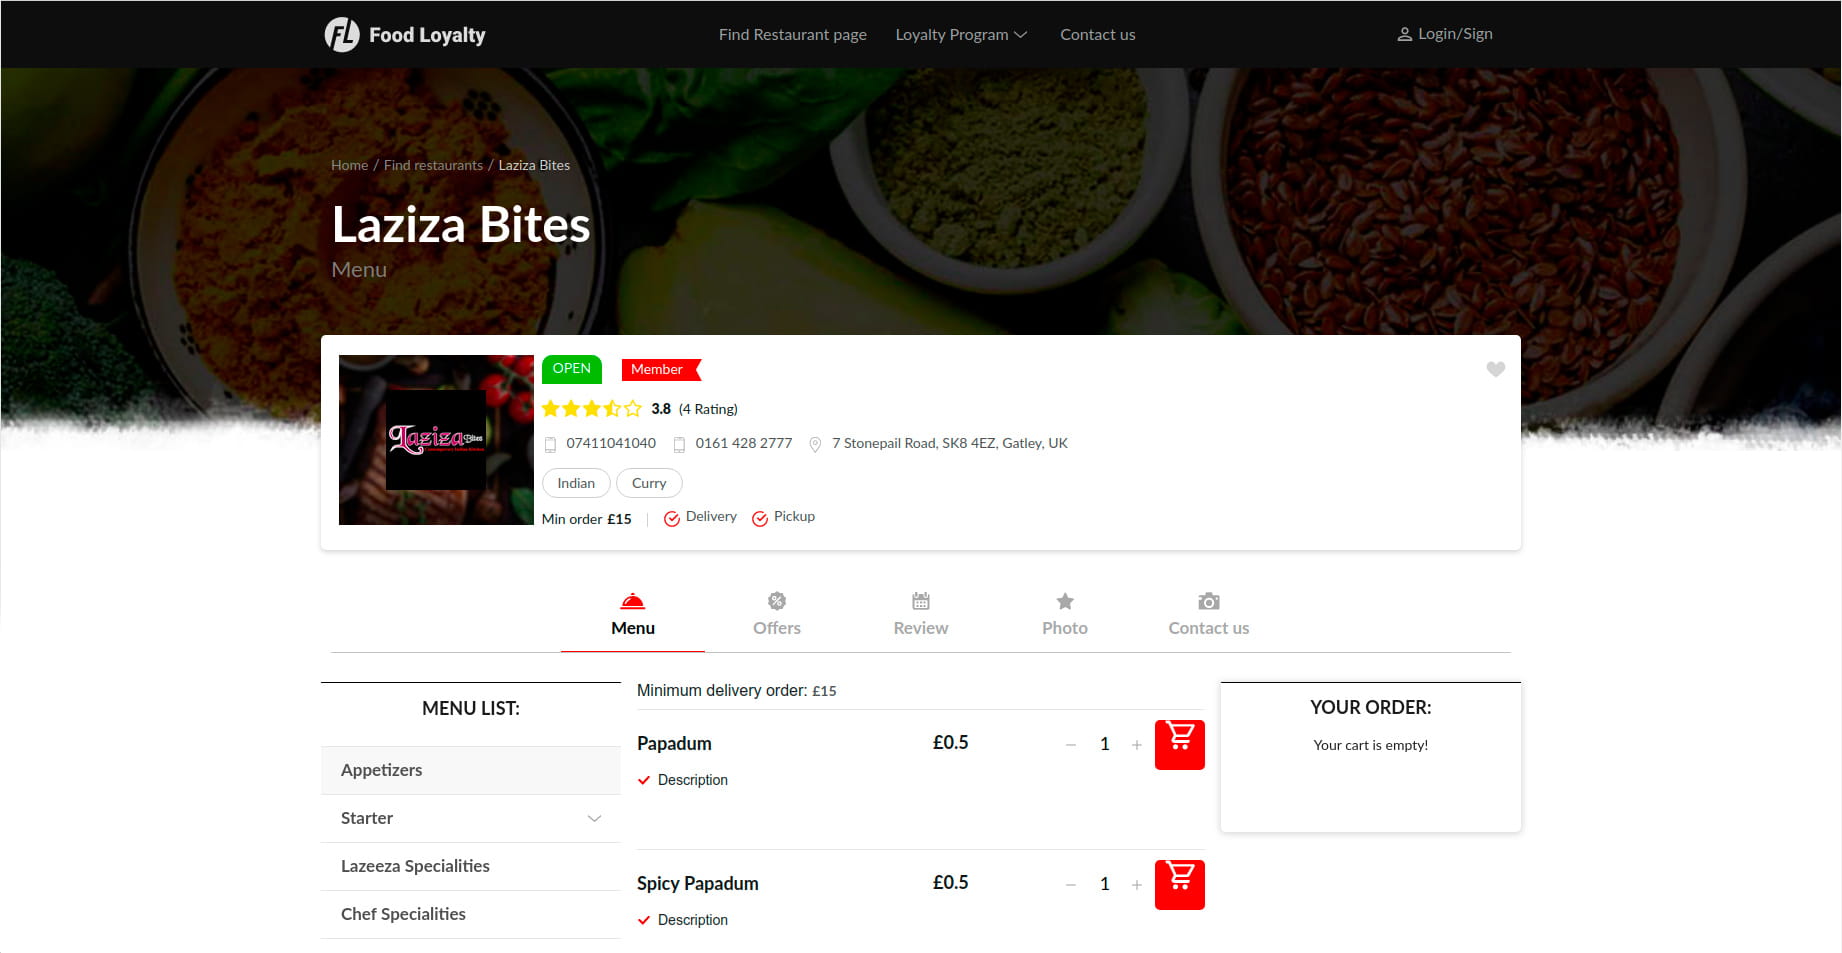 FL Food Loyalty
Find Restaurant page
Loyalty Program
Contact us
Login/Sign
Home / Find restaurants / Laziza Bites
Laziza Bites
Menu
Laziza Bites
OPEN
Member
3.8 (4 Rating)
07411041040
0161 428 2777
7 Stonepail Road, SK8 4EZ, Gatley, UK
Indian
Curry
Min order £15
Delivery
Pickup
Menu
Offers
Review
Photo
Contact us
MENU LIST:
Appetizers
Starter
Lazeeza Specialities
Chef Specialities
Minimum delivery order: £15
Papadum £0.5 − 1 +
Description
Spicy Papadum £0.5 − 1 +
Description
YOUR ORDER:
Your cart is empty!